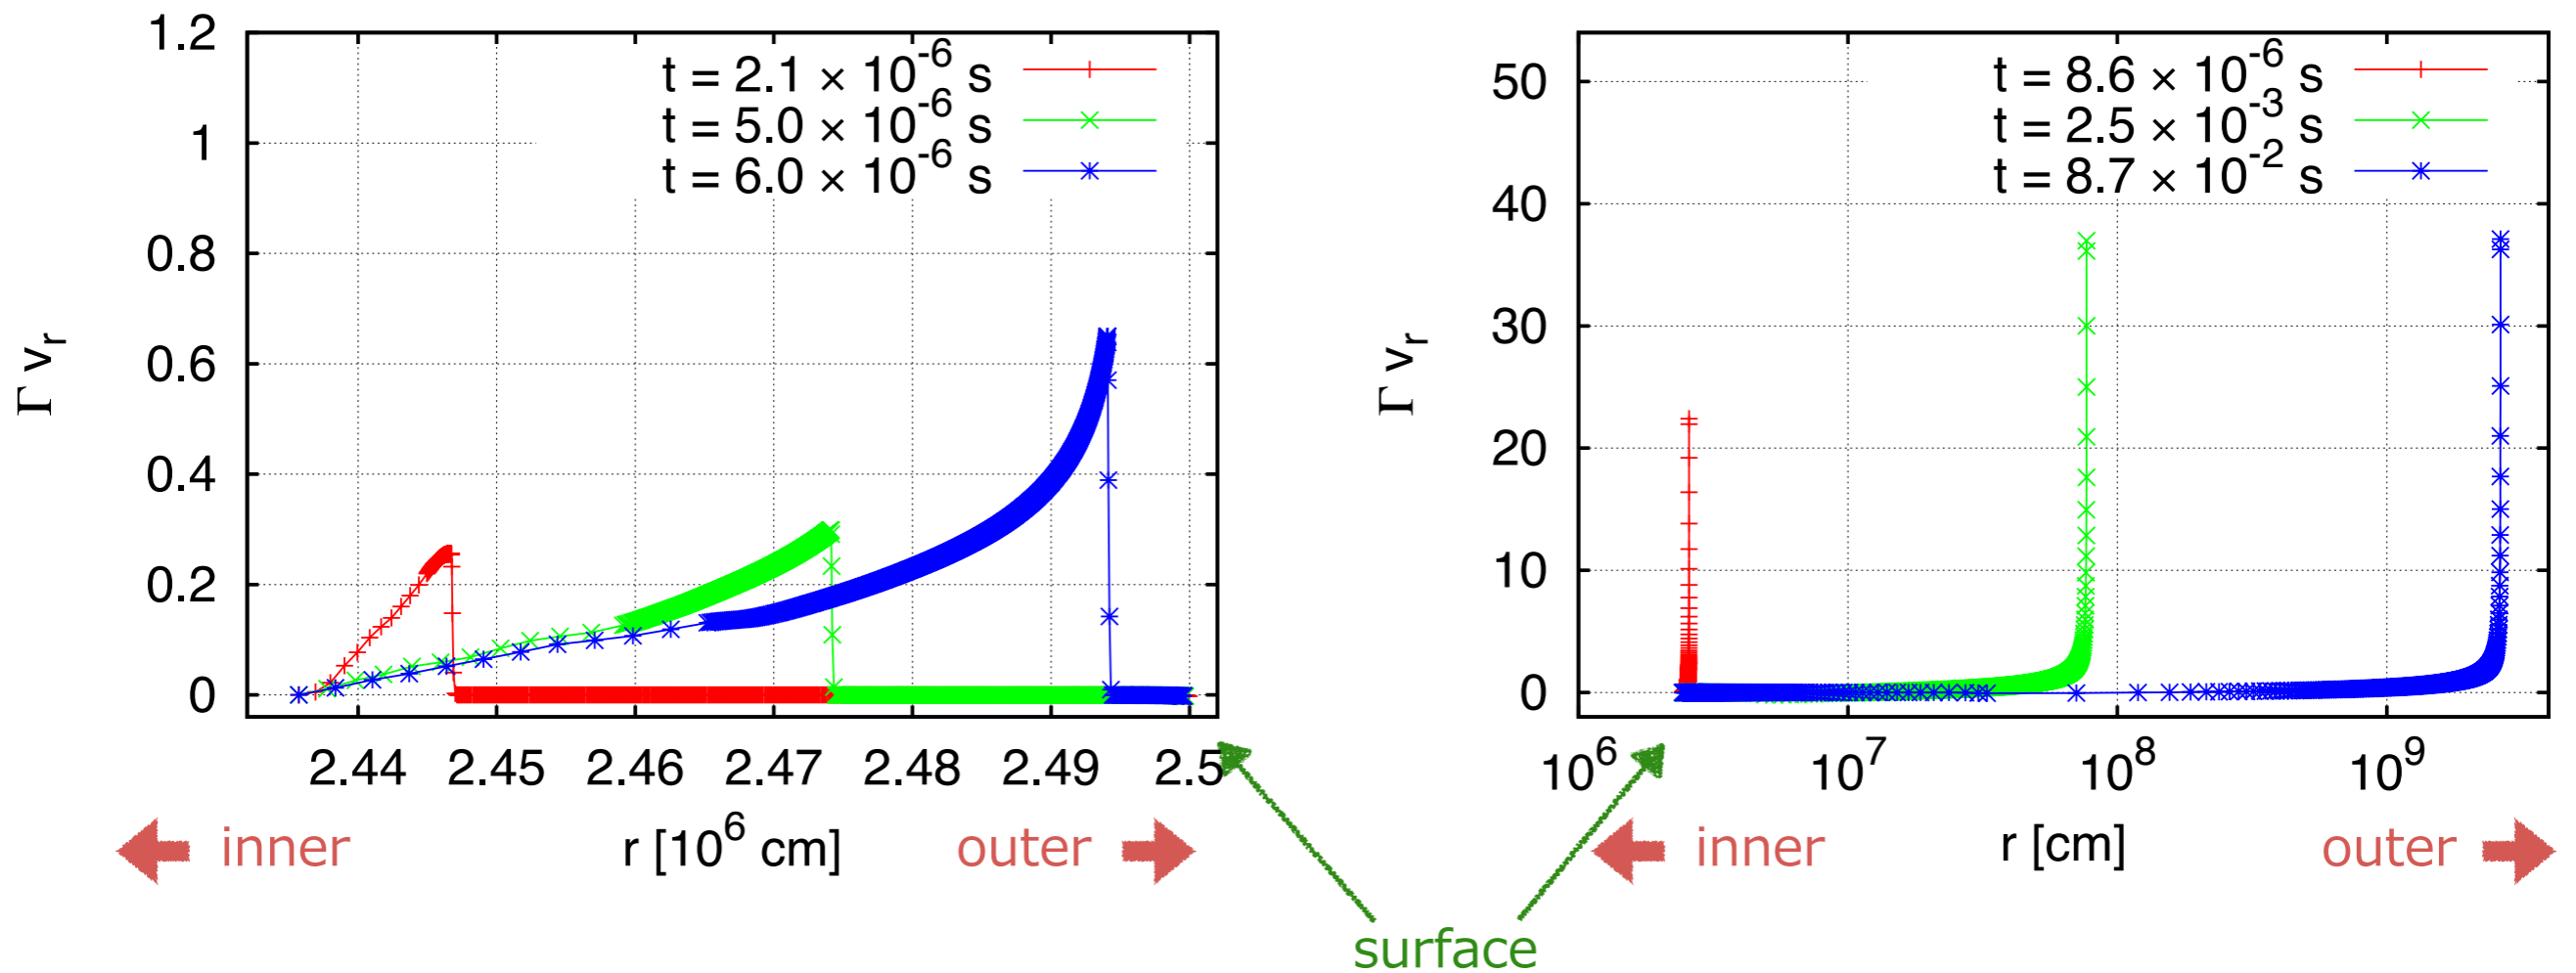 1.2
1
0.8
0.6
0.4
0.2
0
Γ v_r
t = 2.1 × 10^-6 s
t = 5.0 × 10^-6 s
t = 6.0 × 10^-6 s
2.44 2.45 2.46 2.47 2.48 2.49 2.5
inner r [10^6 cm] outer
50
40
30
20
10
0
Γ v_r
t = 8.6 × 10^-6 s
t = 2.5 × 10^-3 s
t = 8.7 × 10^-2 s
10^6 10^7 10^8 10^9
inner r [cm] outer
surface